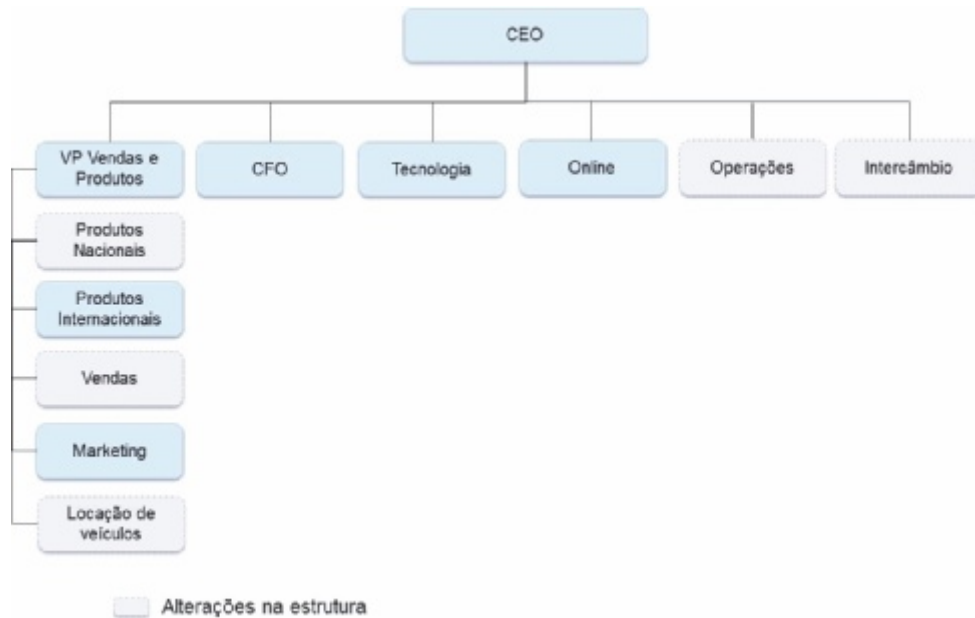 CEO
VP Vendas e
Produtos
CFO
Tecnologia
Online
Operações
Intercâmbio
Produtos
Nacionais
Produtos
Internacionais
Vendas
Marketing
Locação de
veículos
Alterações na estrutura